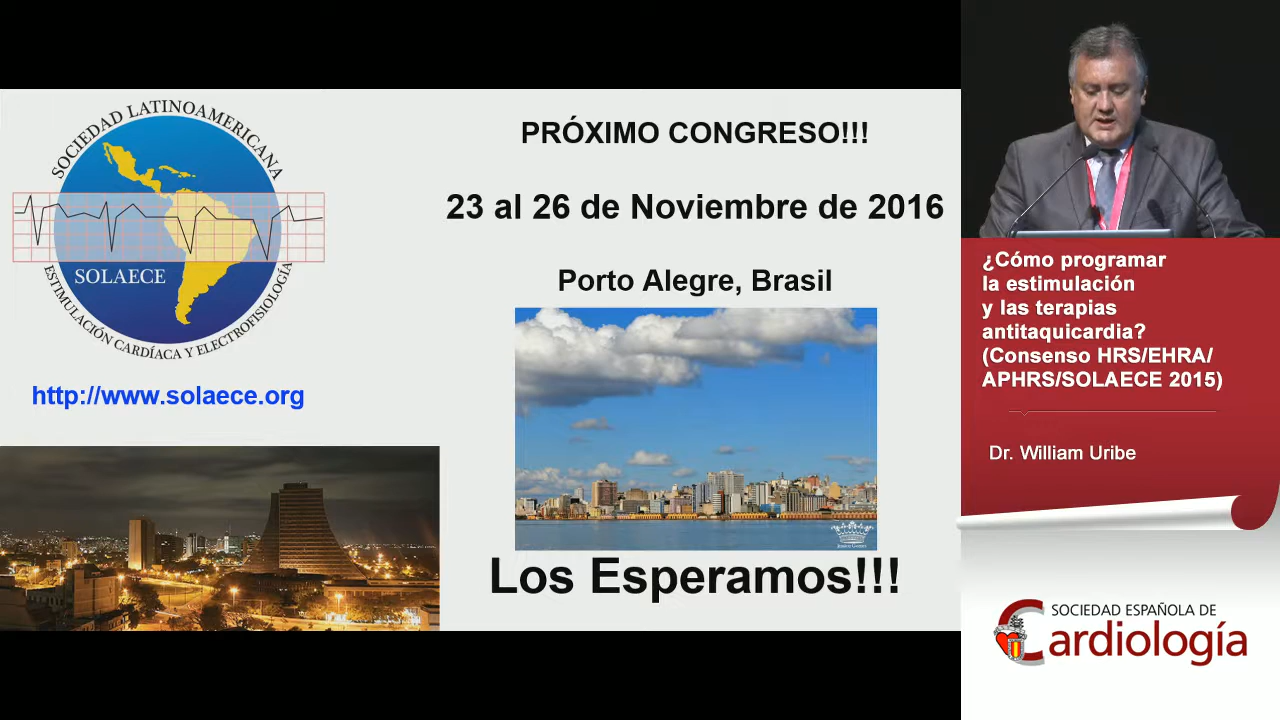 SOCIEDAD LATINOAMERICANA
SOLAECE
ESTIMULACIÓN CARDÍACA Y ELECTROFISIOLOGÍA
http://www.solaece.org
PRÓXIMO CONGRESO!!!
23 al 26 de Noviembre de 2016
Porto Alegre, Brasil
Los Esperamos!!!
¿Cómo programar
la estimulación
y las terapias
antitaquicardia?
(Consenso HRS/EHRA/
APHRS/SOLAECE 2015)
Dr. William Uribe
SOCIEDAD ESPAÑOLA DE
Cardiología